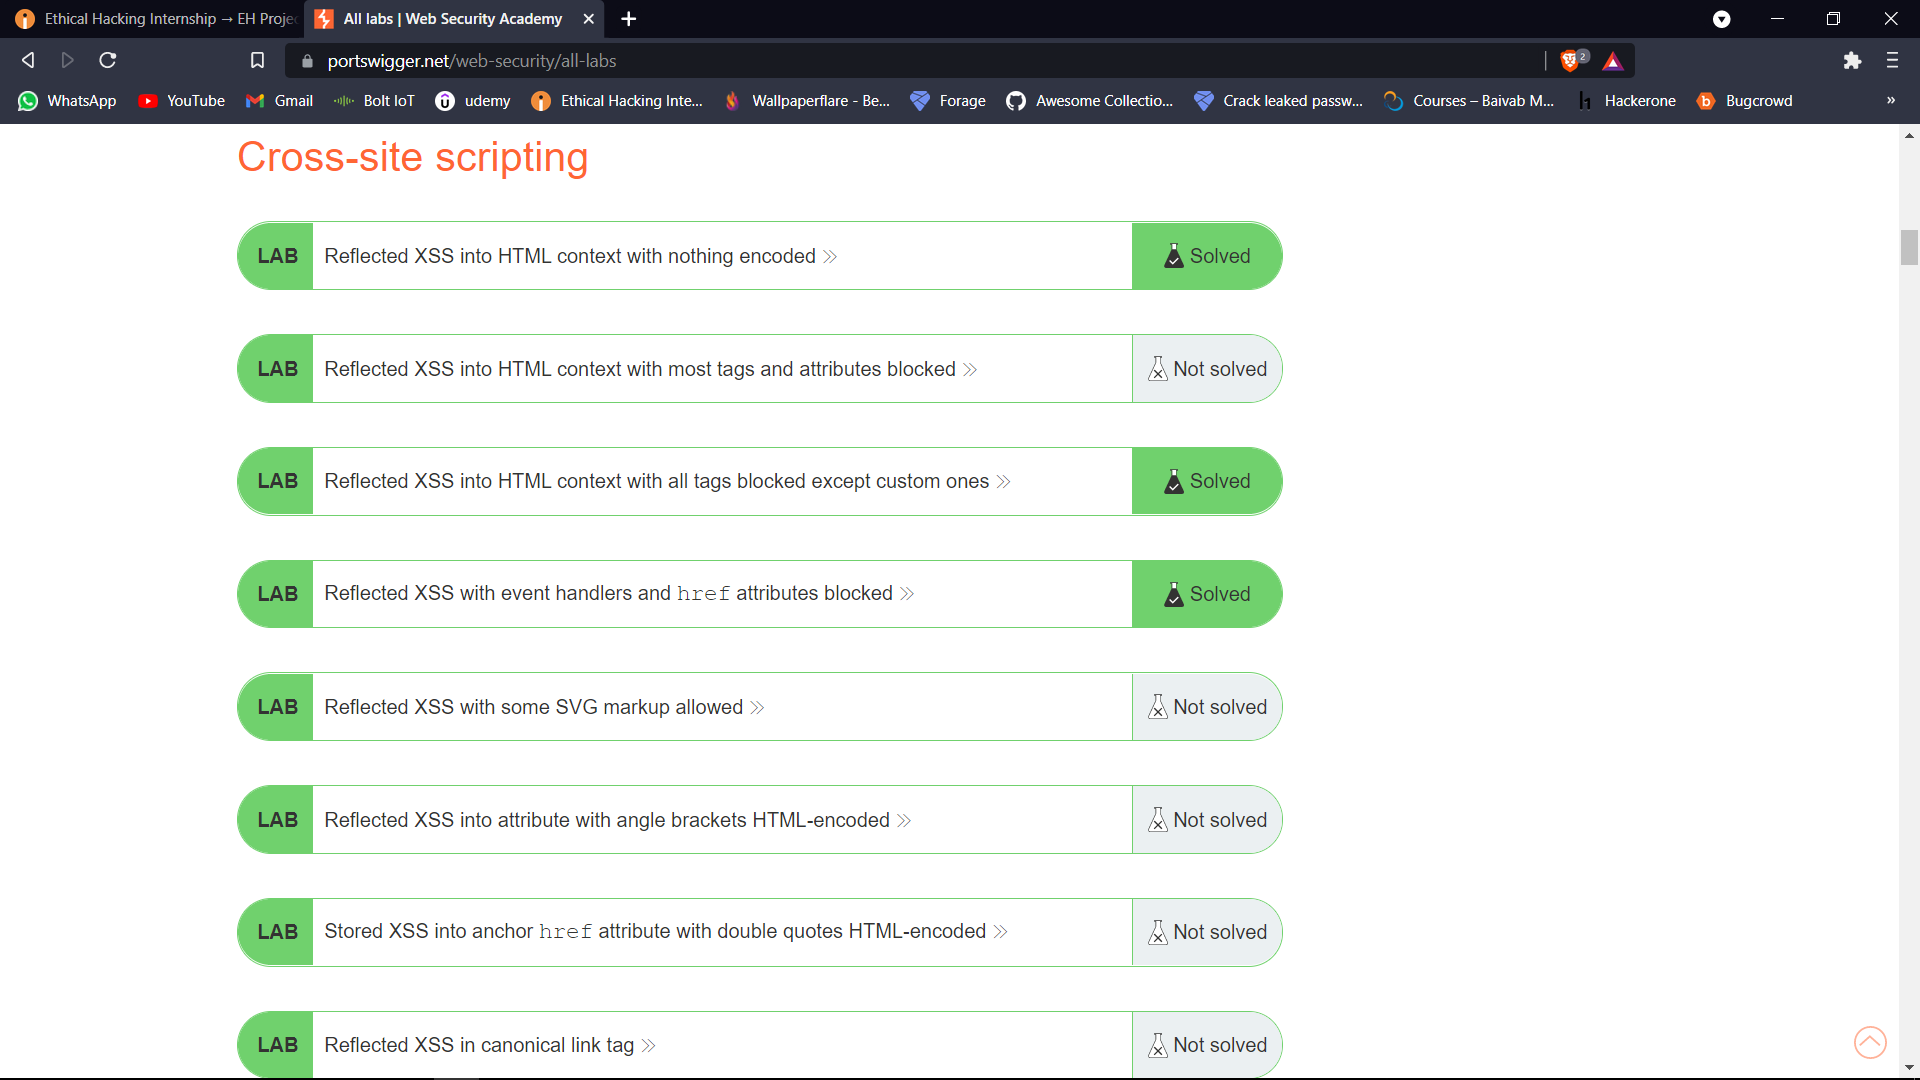 Ethical Hacking Internship → EH Projec
All labs | Web Security Academy
portswigger.net/web-security/all-labs
2
WhatsApp
YouTube
Gmail
Bolt IoT
udemy
Ethical Hacking Inte...
Wallpaperflare - Be...
Forage
Awesome Collectio...
Crack leaked passw...
Courses – Baivab M...
Hackerone
Bugcrowd
»
Cross-site scripting
LAB Reflected XSS into HTML context with nothing encoded » Solved
LAB Reflected XSS into HTML context with most tags and attributes blocked » Not solved
LAB Reflected XSS into HTML context with all tags blocked except custom ones » Solved
LAB Reflected XSS with event handlers and href attributes blocked » Solved
LAB Reflected XSS with some SVG markup allowed » Not solved
LAB Reflected XSS into attribute with angle brackets HTML-encoded » Not solved
LAB Stored XSS into anchor href attribute with double quotes HTML-encoded » Not solved
LAB Reflected XSS in canonical link tag » Not solved